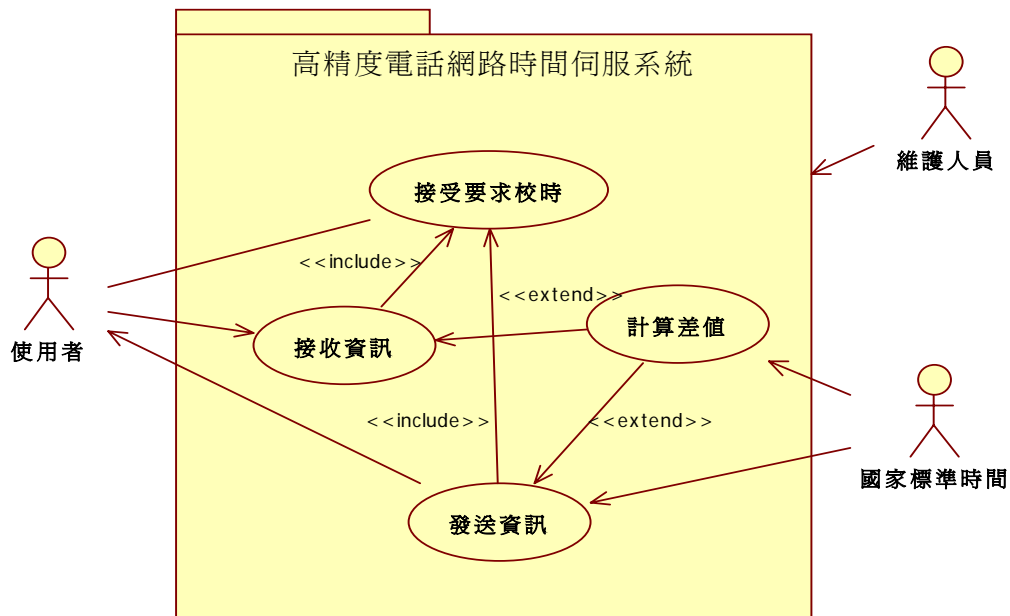 高精度電話網路時間伺服系統
維護人員
接受要求校時
<<include>>
<<extend>>
使用者
接收資訊
計算差值
<<include>>
<<extend>>
國家標準時間
發送資訊